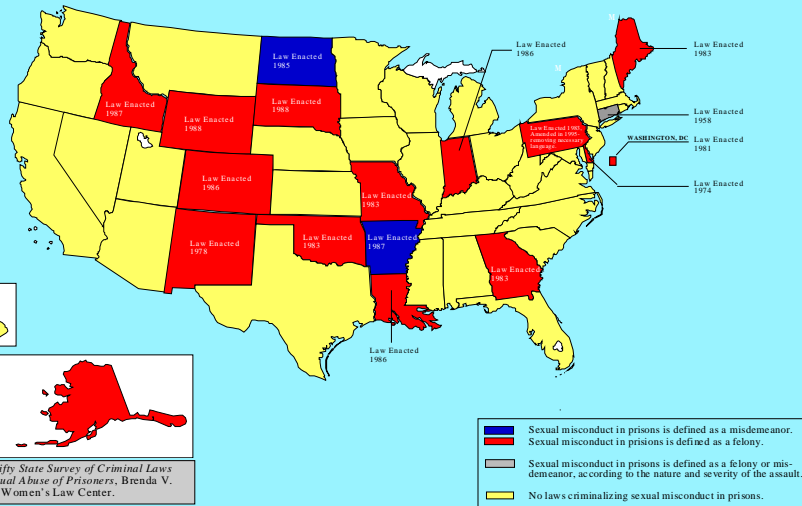 M
Law Enacted
1986
Law Enacted
1983
Law Enacted
1985
M
Law Enacted
1987
Law Enacted
1988
Law Enacted
1988
Law Enacted
1958
Law Enacted 1983.
Amended in 1995-
removing necessary
language.
WASHINGTON, DC
Law Enacted
1981
Law Enacted
1986
Law Enacted
1974
Law Enacted
1983
Law Enacted
1978
Law Enacted
1983
Law Enacted
1987
Law Enacted
1983
Law Enacted
1986
Sexual misconduct in prisons is defined as a misdemeanor.
Sexual misconduct in prisions is defined as a felony.
Sexual misconduct in prisons is defined as a felony or mis-
demeanor, according to the nature and severity of the assault.
No laws criminalizing sexual misconduct in prisons.
ifty State Survey of Criminal Laws
ual Abuse of Prisoners, Brenda V.
Women's Law Center.